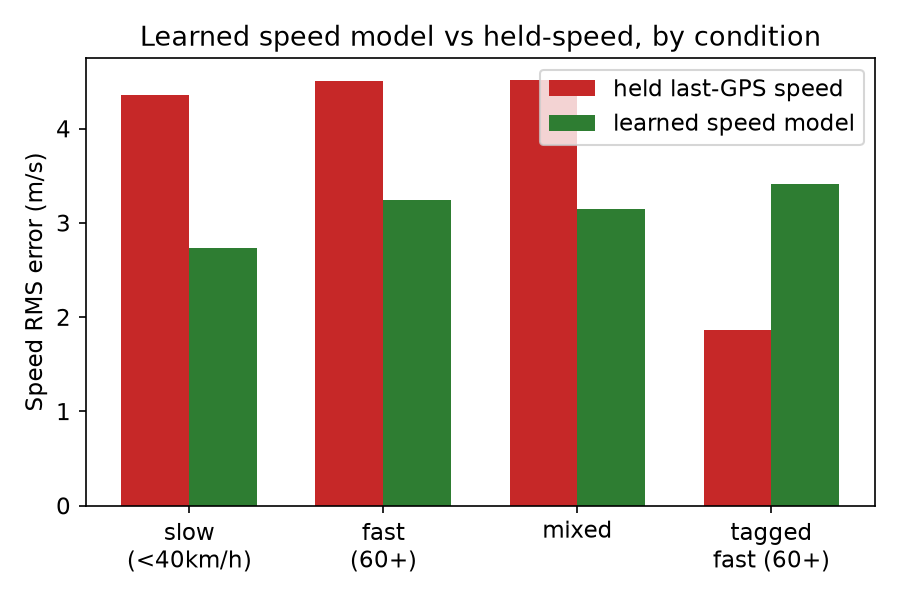 Learned speed model vs held-speed, by condition
held last-GPS speed
learned speed model
Speed RMS error (m/s)
4
3
2
1
0
slow
(<40km/h)
fast
(60+)
mixed
tagged
fast (60+)